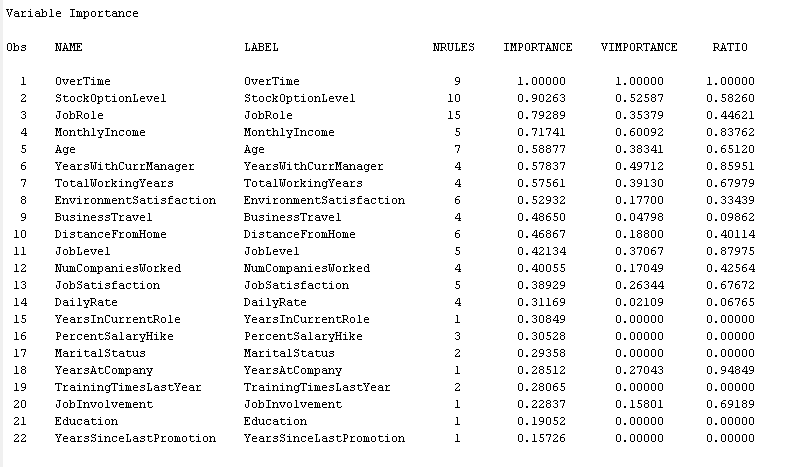 Variable Importance
Obs NAME LABEL NRULES IMPORTANCE VIMPORTANCE RATIO
1 OverTime OverTime 9 1.00000 1.00000 1.00000
2 StockOptionLevel StockOptionLevel 10 0.90263 0.52587 0.58260
3 JobRole JobRole 15 0.79289 0.35379 0.44621
4 MonthlyIncome MonthlyIncome 5 0.71741 0.60092 0.83762
5 Age Age 7 0.58877 0.38341 0.65120
6 YearsWithCurrManager YearsWithCurrManager 4 0.57837 0.49712 0.85951
7 TotalWorkingYears TotalWorkingYears 4 0.57561 0.39130 0.67979
8 EnvironmentSatisfaction EnvironmentSatisfaction 6 0.52932 0.17700 0.33439
9 BusinessTravel BusinessTravel 4 0.48650 0.04798 0.09862
10 DistanceFromHome DistanceFromHome 6 0.46867 0.18800 0.40114
11 JobLevel JobLevel 5 0.42134 0.37067 0.87975
12 NumCompaniesWorked NumCompaniesWorked 4 0.40055 0.17049 0.42564
13 JobSatisfaction JobSatisfaction 5 0.38929 0.26344 0.67672
14 DailyRate DailyRate 4 0.31169 0.02109 0.06765
15 YearsInCurrentRole YearsInCurrentRole 1 0.30849 0.00000 0.00000
16 PercentSalaryHike PercentSalaryHike 3 0.30528 0.00000 0.00000
17 MaritalStatus MaritalStatus 2 0.29358 0.00000 0.00000
18 YearsAtCompany YearsAtCompany 1 0.28512 0.27043 0.94849
19 TrainingTimesLastYear TrainingTimesLastYear 2 0.28065 0.00000 0.00000
20 JobInvolvement JobInvolvement 1 0.22837 0.15801 0.69189
21 Education Education 1 0.19052 0.00000 0.00000
22 YearsSinceLastPromotion YearsSinceLastPromotion 1 0.15726 0.00000 0.00000